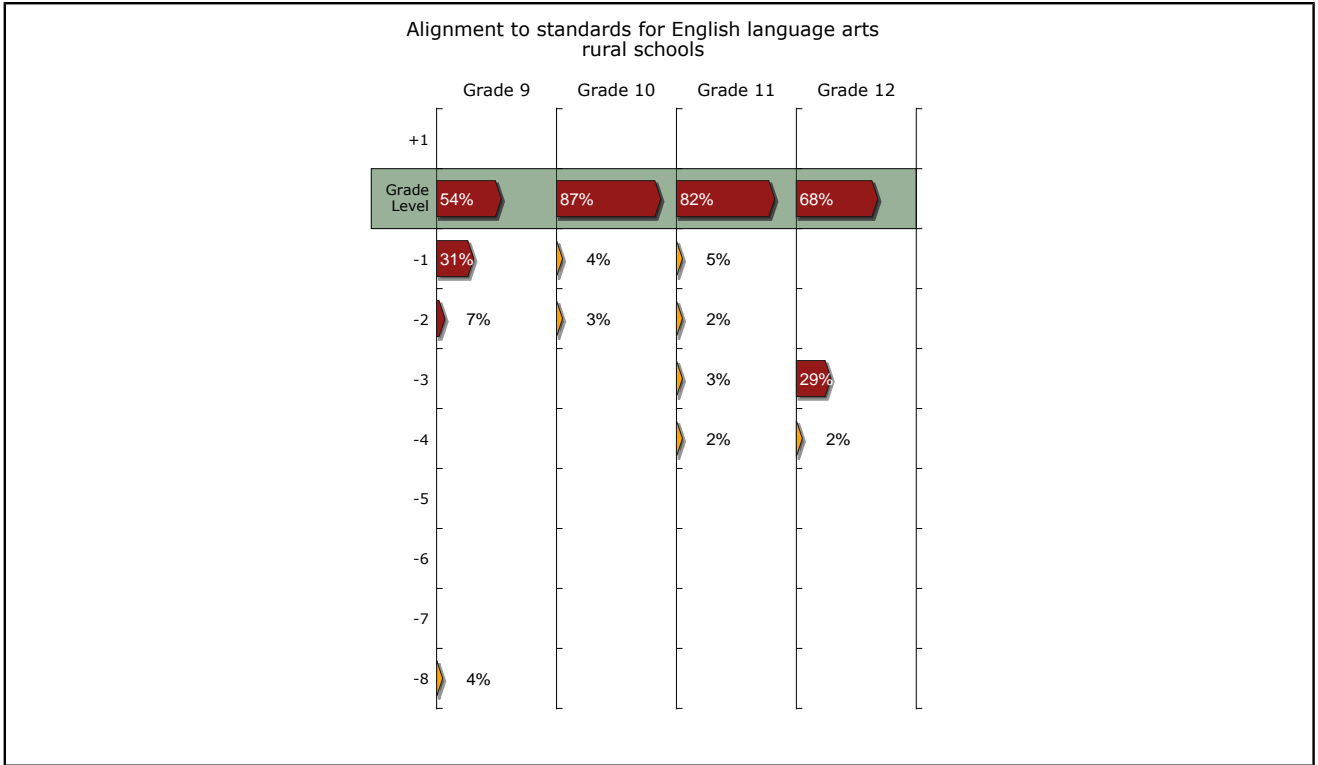 Alignment to standards for English language arts
rural schools
Grade 9 Grade 10 Grade 11 Grade 12
+1
Grade
Level
54% 87% 82% 68%
-1 31% 4% 5%
-2 7% 3% 2%
-3 3% 29%
-4 2% 2%
-5
-6
-7
-8 4%